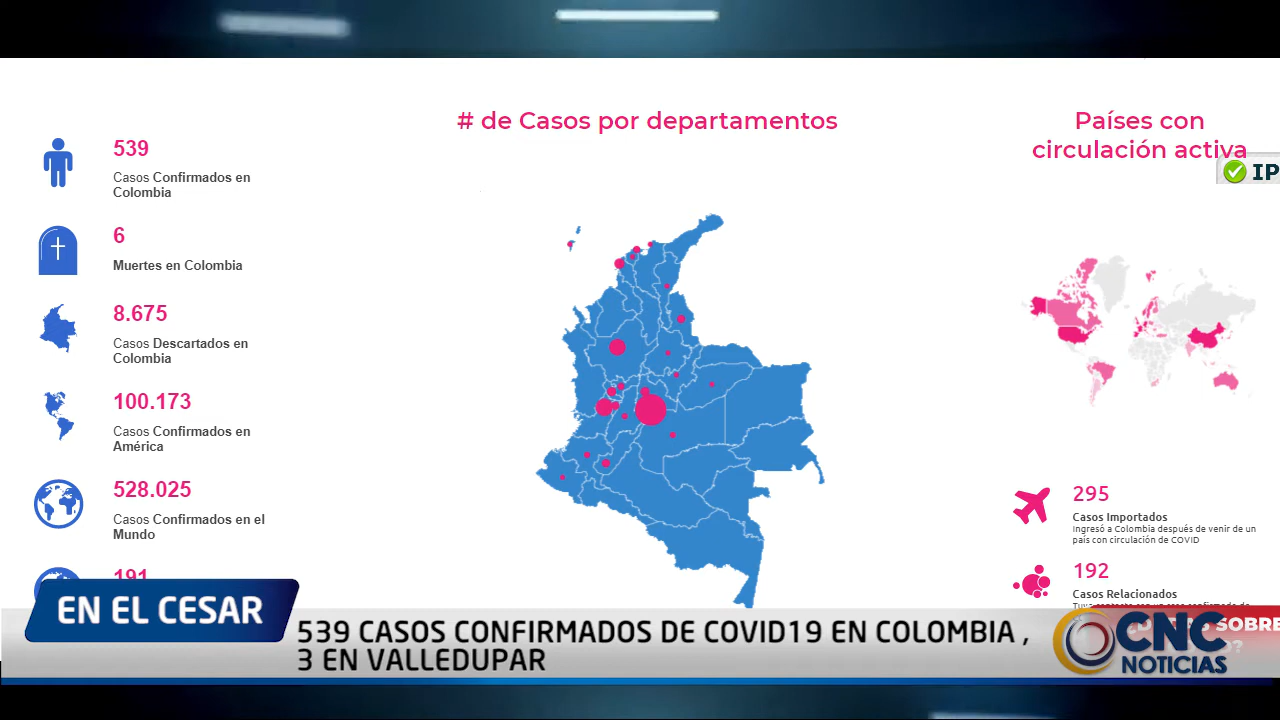 # de Casos por departamentos
Países con
circulación activa
IP
539
Casos Confirmados en
Colombia
6
Muertes en Colombia
8.675
Casos Descartados en
Colombia
100.173
Casos Confirmados en
América
528.025
Casos Confirmados en el
Mundo
191
295
Casos Importados
Ingresó a Colombia después de venir de un
país con circulación de COVID
192
Casos Relacionados
EN EL CESAR
539 CASOS CONFIRMADOS DE COVID19 EN COLOMBIA ,
3 EN VALLEDUPAR
SOBRE
CNC
NOTICIAS